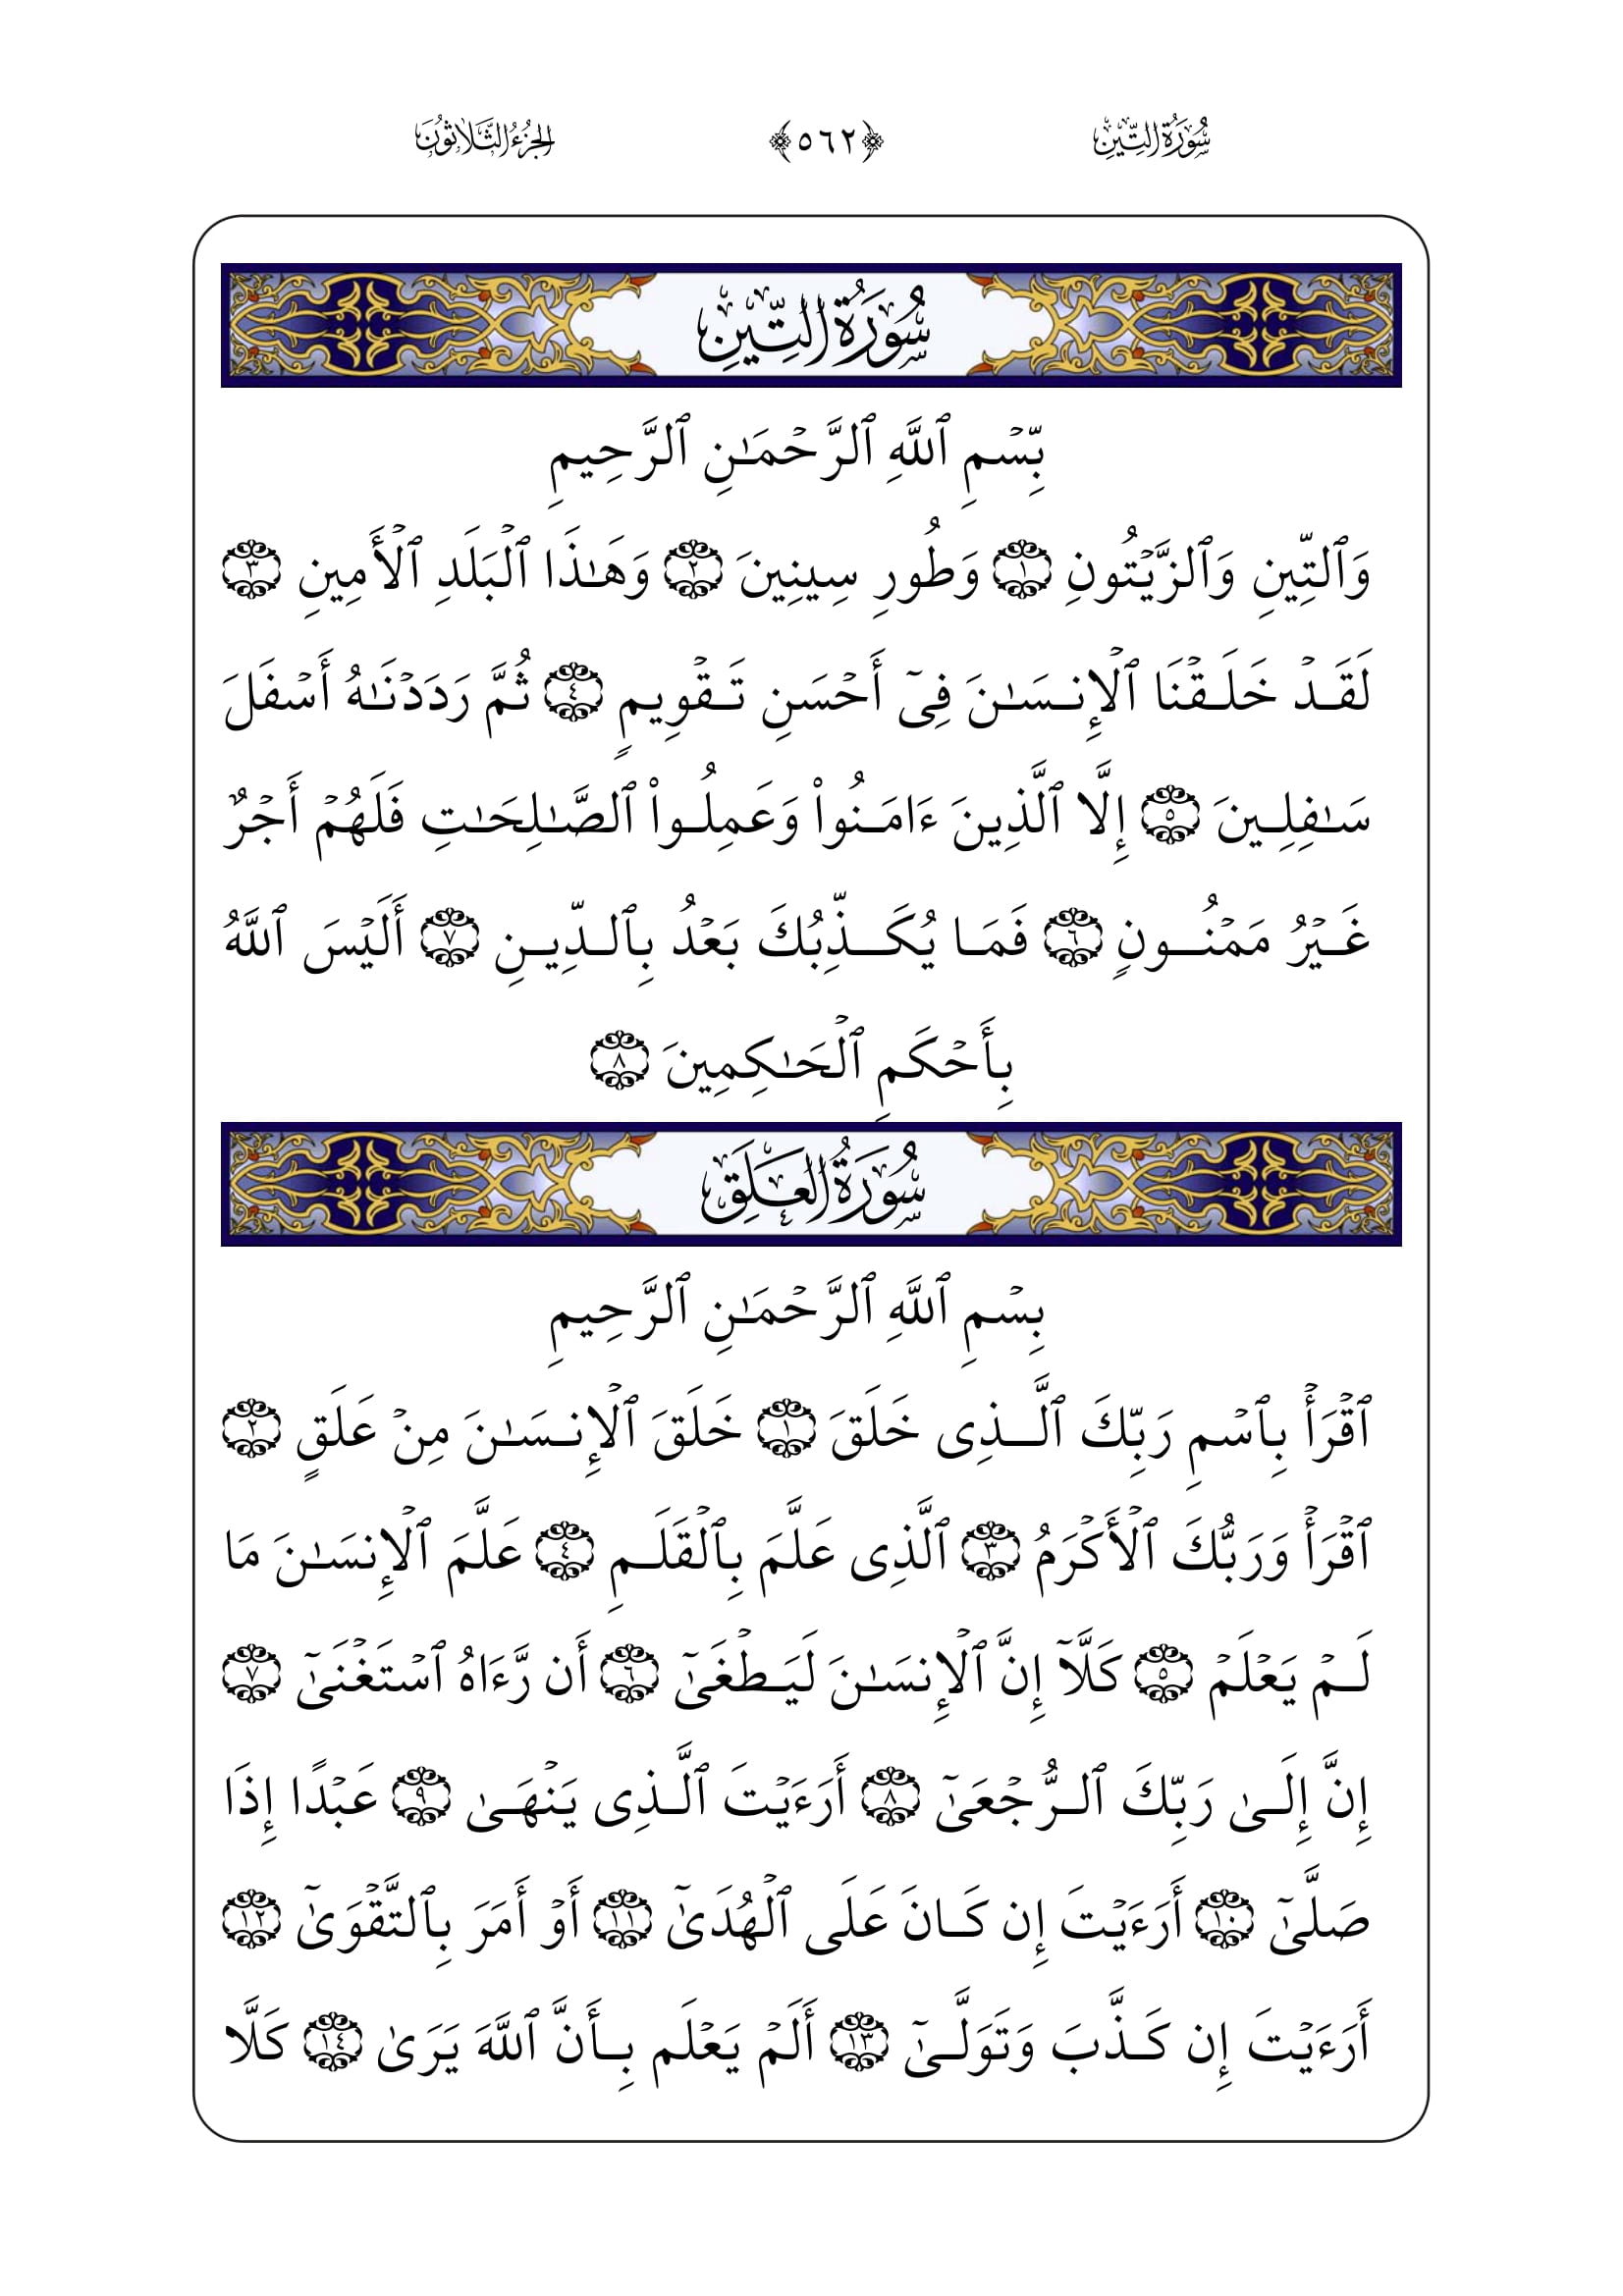 سُورَةُ التِّينِ ﴿٥٦٢﴾ الجُزْءُ الثَّلَاثُونَ
سُورَةُ التِّينِ
بِّسۡمِ ٱللَّهِ ٱلرَّحۡمَـٰنِ ٱلرَّحِيمِ
وَٱلتِّينِ وَٱلزَّيۡتُونِ ١ وَطُورِ سِينِينَ ٢ وَهَـٰذَا ٱلۡبَلَدِ ٱلۡأَمِينِ ٣
لَقَدۡ خَلَقۡنَا ٱلۡإِنسَـٰنَ فِىٓ أَحۡسَنِ تَقۡوِيمٍ ٤ ثُمَّ رَدَدۡنَـٰهُ أَسۡفَلَ
سَـٰفِلِينَ ٥ إِلَّا ٱلَّذِينَ ءَامَنُوا۟ وَعَمِلُوا۟ ٱلصَّـٰلِحَـٰتِ فَلَهُمۡ أَجۡرٌ
غَيۡرُ مَمۡنُونٍ ٦ فَمَا يُكَذِّبُكَ بَعۡدُ بِٱلدِّينِ ٧ أَلَيۡسَ ٱللَّهُ
بِأَحۡكَمِ ٱلۡحَـٰكِمِينَ ٨
سُورَةُ العَلَقِ
بِسۡمِ ٱللَّهِ ٱلرَّحۡمَـٰنِ ٱلرَّحِيمِ
ٱقۡرَأۡ بِٱسۡمِ رَبِّكَ ٱلَّذِى خَلَقَ ١ خَلَقَ ٱلۡإِنسَـٰنَ مِنۡ عَلَقٍ ٢
ٱقۡرَأۡ وَرَبُّكَ ٱلۡأَكۡرَمُ ٣ ٱلَّذِى عَلَّمَ بِٱلۡقَلَمِ ٤ عَلَّمَ ٱلۡإِنسَـٰنَ مَا
لَمۡ يَعۡلَمۡ ٥ كَلَّآ إِنَّ ٱلۡإِنسَـٰنَ لَيَطۡغَىٰٓ ٦ أَن رَّءَاهُ ٱسۡتَغۡنَىٰٓ ٧
إِنَّ إِلَىٰ رَبِّكَ ٱلرُّجۡعَىٰٓ ٨ أَرَءَيۡتَ ٱلَّذِى يَنۡهَىٰ ٩ عَبۡدًا إِذَا
صَلَّىٰٓ ١٠ أَرَءَيۡتَ إِن كَانَ عَلَى ٱلۡهُدَىٰٓ ١١ أَوۡ أَمَرَ بِٱلتَّقۡوَىٰٓ ١٢
أَرَءَيۡتَ إِن كَذَّبَ وَتَوَلَّىٰٓ ١٣ أَلَمۡ يَعۡلَم بِأَنَّ ٱللَّهَ يَرَىٰ ١٤ كَلَّا